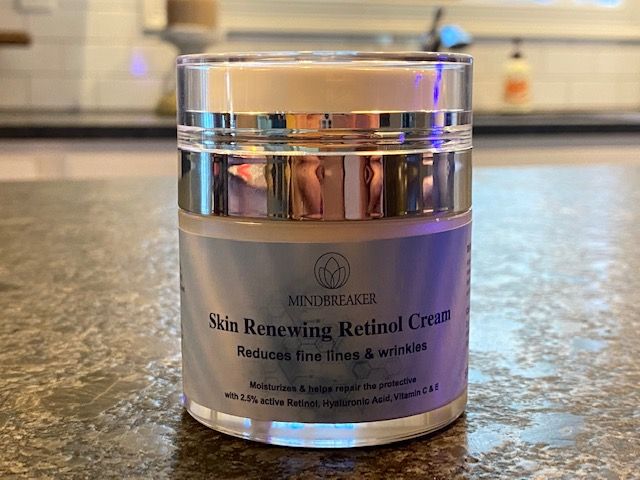 MINDBREAKER
Skin Renewing Retinol Cream
Reduces fine lines & wrinkles
Moisturizes & helps repair the protective
with 2.5% active Retinol, Hyaluronic Acid, Vitamin C & E